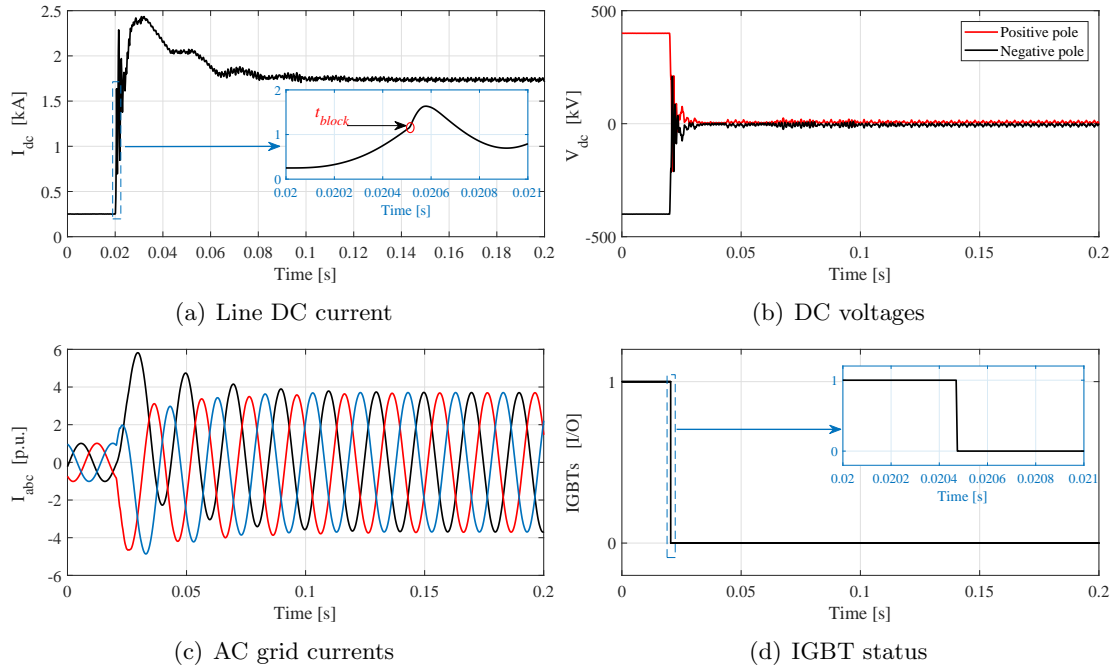 2.5
2
1.5
1
0.5
0
I_dc [kA]
2
1
0
t_block
0.02 0.0202 0.0204 0.0206 0.0208 0.021
Time [s]
0 0.02 0.04 0.06 0.08 0.1 0.12 0.14 0.16 0.18 0.2
Time [s]
(a) Line DC current
500
0
-500
V_dc [kV]
Positive pole
Negative pole
0 0.05 0.1 0.15 0.2
Time [s]
(b) DC voltages
6
4
2
0
-2
-4
-6
I_abc [p.u.]
0 0.05 0.1 0.15 0.2
Time [s]
(c) AC grid currents
1
0
IGBTs [I/O]
1
0
0.02 0.0202 0.0204 0.0206 0.0208 0.021
Time [s]
0 0.05 0.1 0.15 0.2
Time [s]
(d) IGBT status